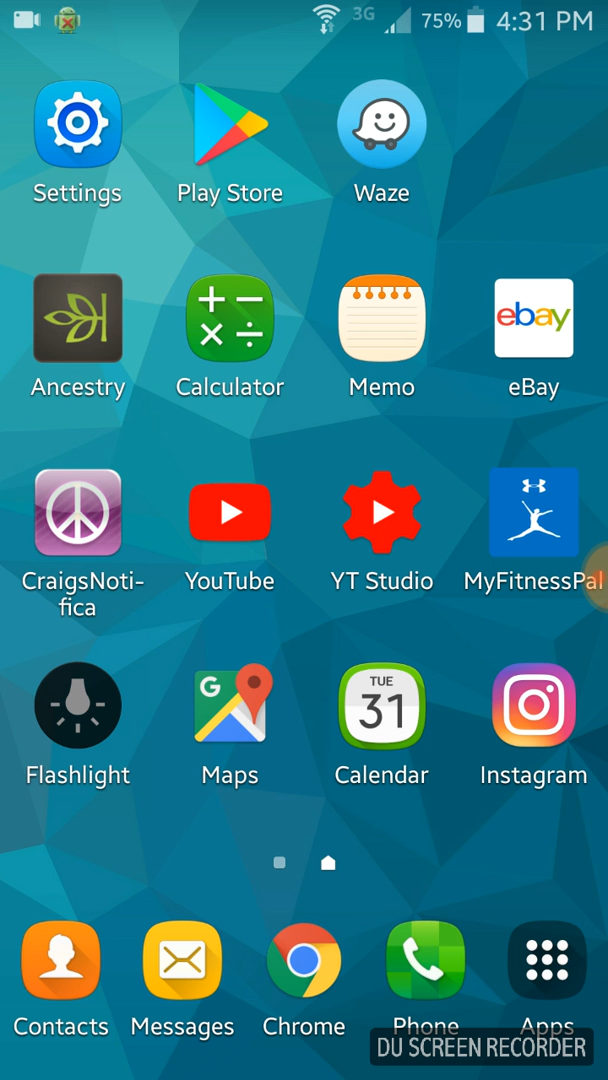 3G 75% 4:31 PM
Settings Play Store Waze
ebay
Ancestry Calculator Memo eBay
CraigsNoti-
fica
YouTube YT Studio MyFitnessPal
G TUE
31
Flashlight Maps Calendar Instagram
Contacts Messages Chrome Phone Apps
DU SCREEN RECORDER